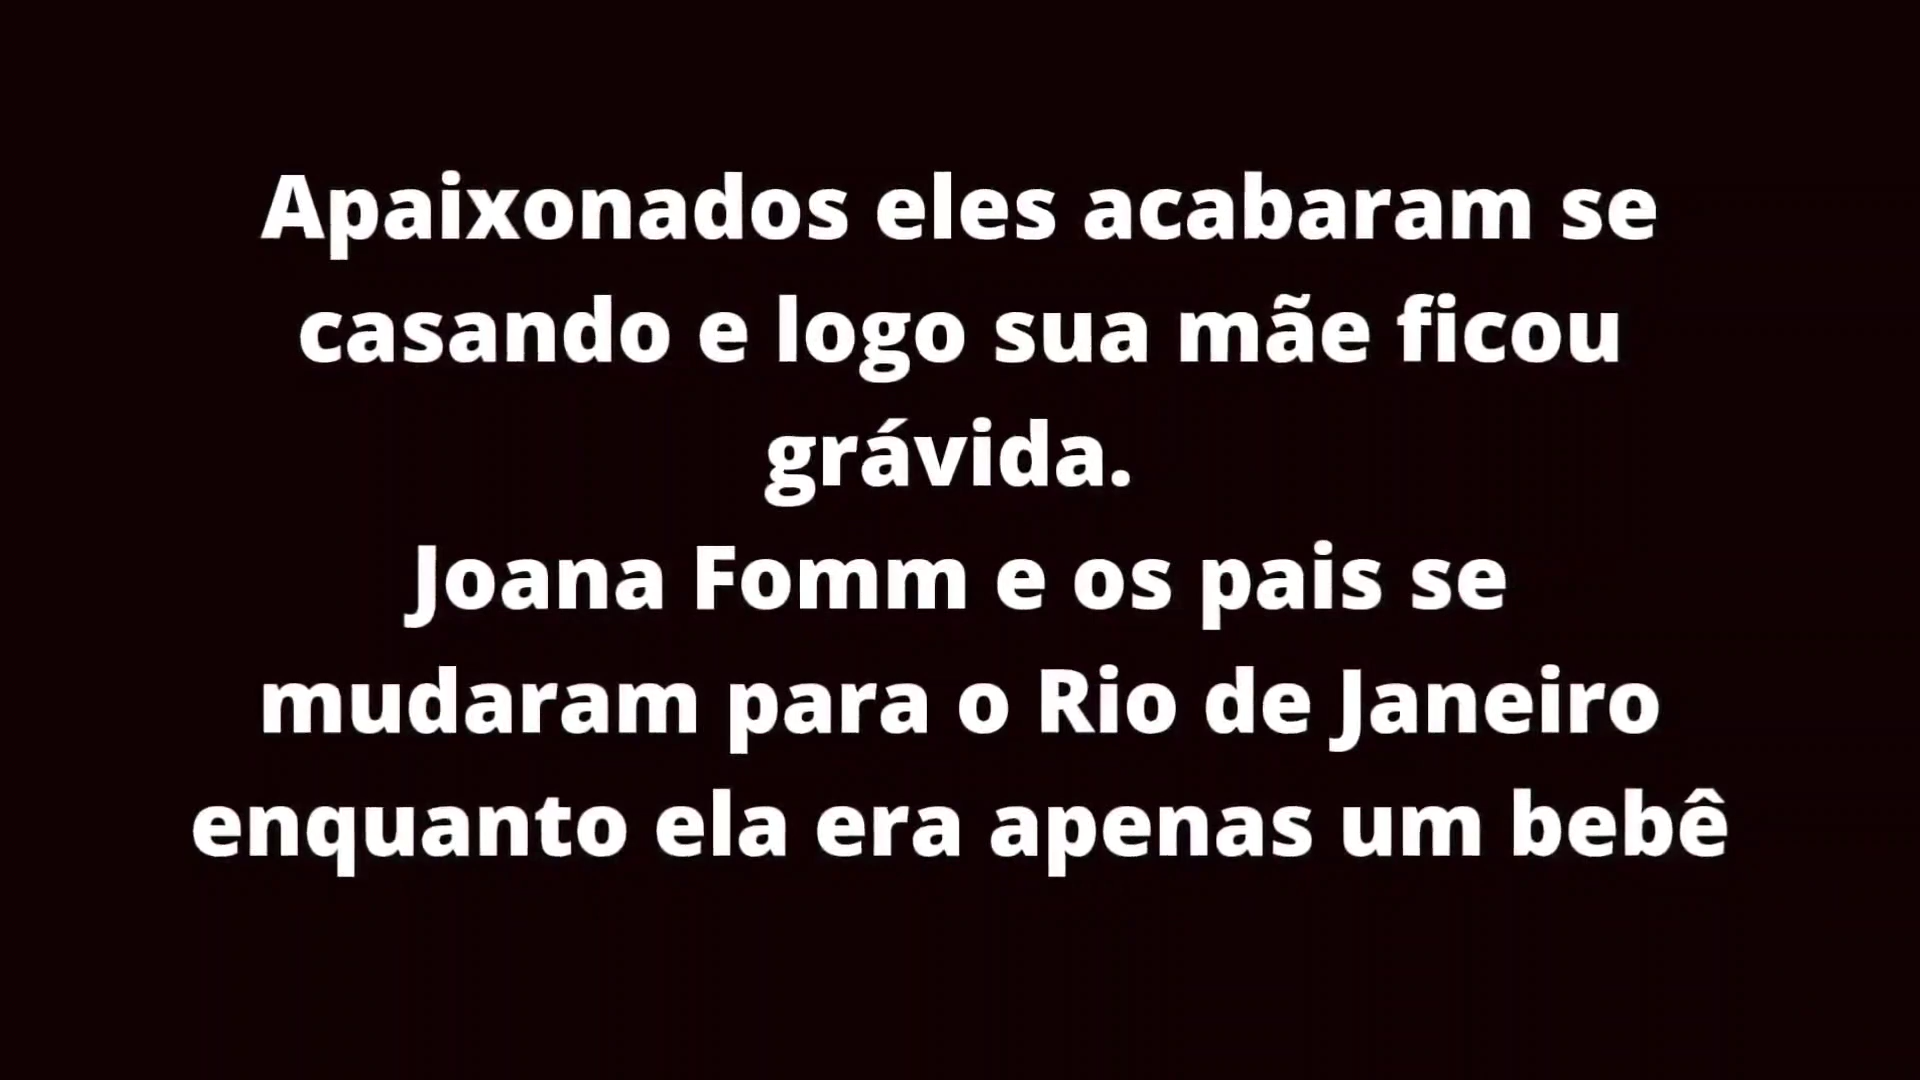 Apaixonados eles acabaram se
casando e logo sua mãe ficou
grávida.
Joana Fomm e os pais se
mudaram para o Rio de Janeiro
enquanto ela era apenas um bebê